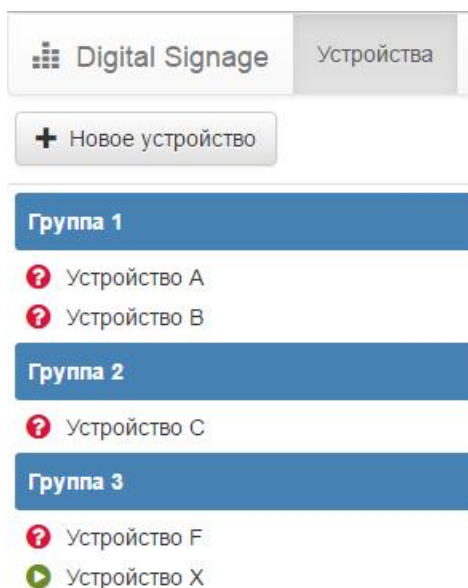 Digital Signage Устройства
Новое устройство
Группа 1
Устройство A
Устройство B
Группа 2
Устройство C
Группа 3
Устройство F
Устройство X